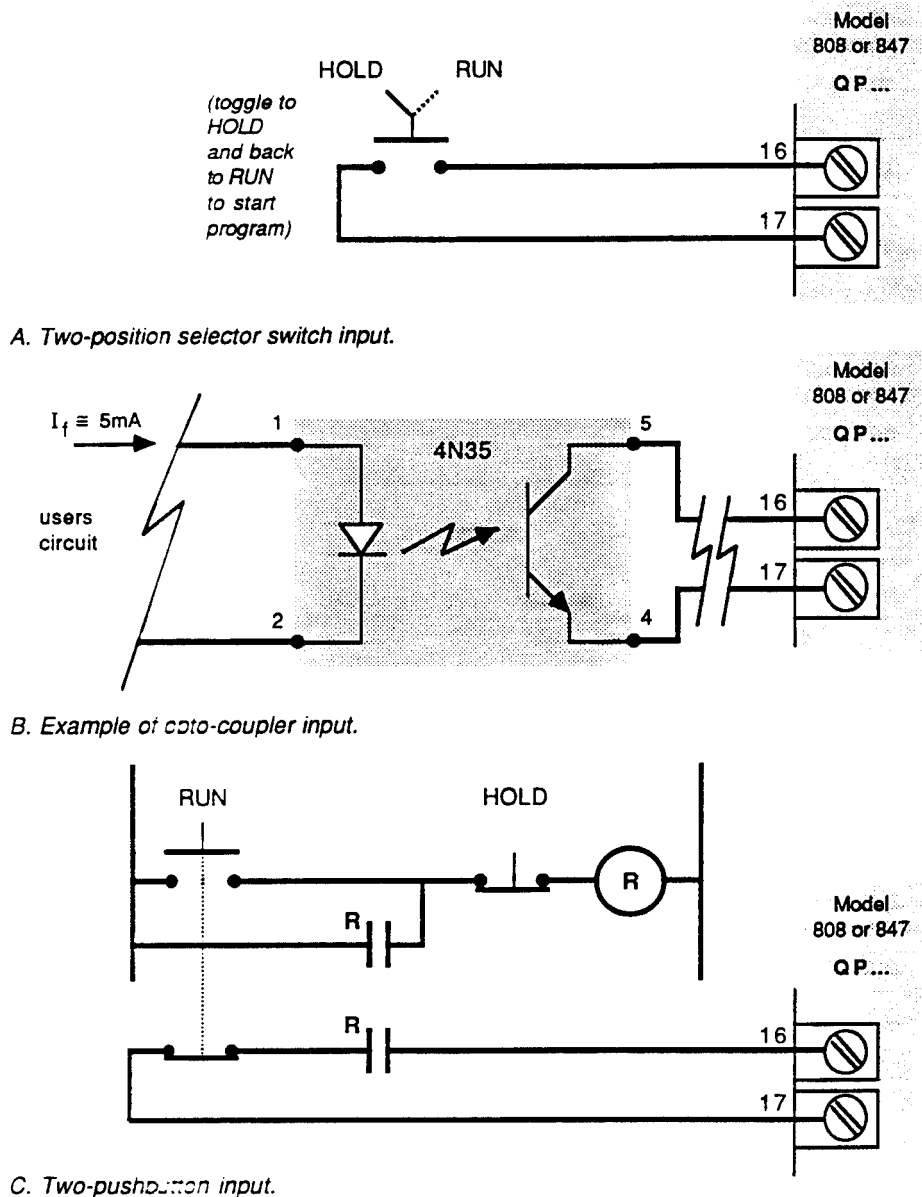 Model
808 or 847
QP...
HOLD RUN
(toggle to
HOLD
and back
to RUN
to start
program)
16
17
A. Two-position selector switch input.
Model
808 or 847
QP...
I f ≅ 5mA
1
4N35
5
users
circuit
16
17
2
4
B. Example of input.
RUN HOLD
R
R
Model
808 or 847
QP...
R
16
17
C. input.